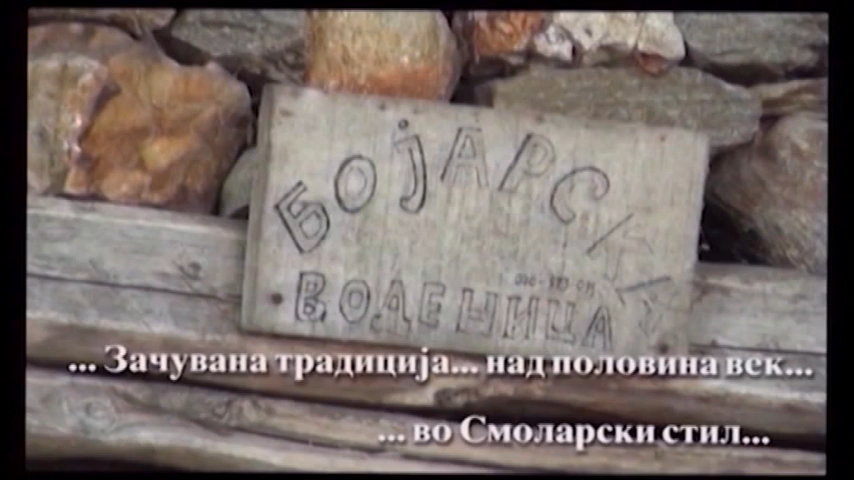 БОЈАРСКА
ВОДЕНИЦА
... Зачувана традиција... над половина век...
... во Смоларски стил...